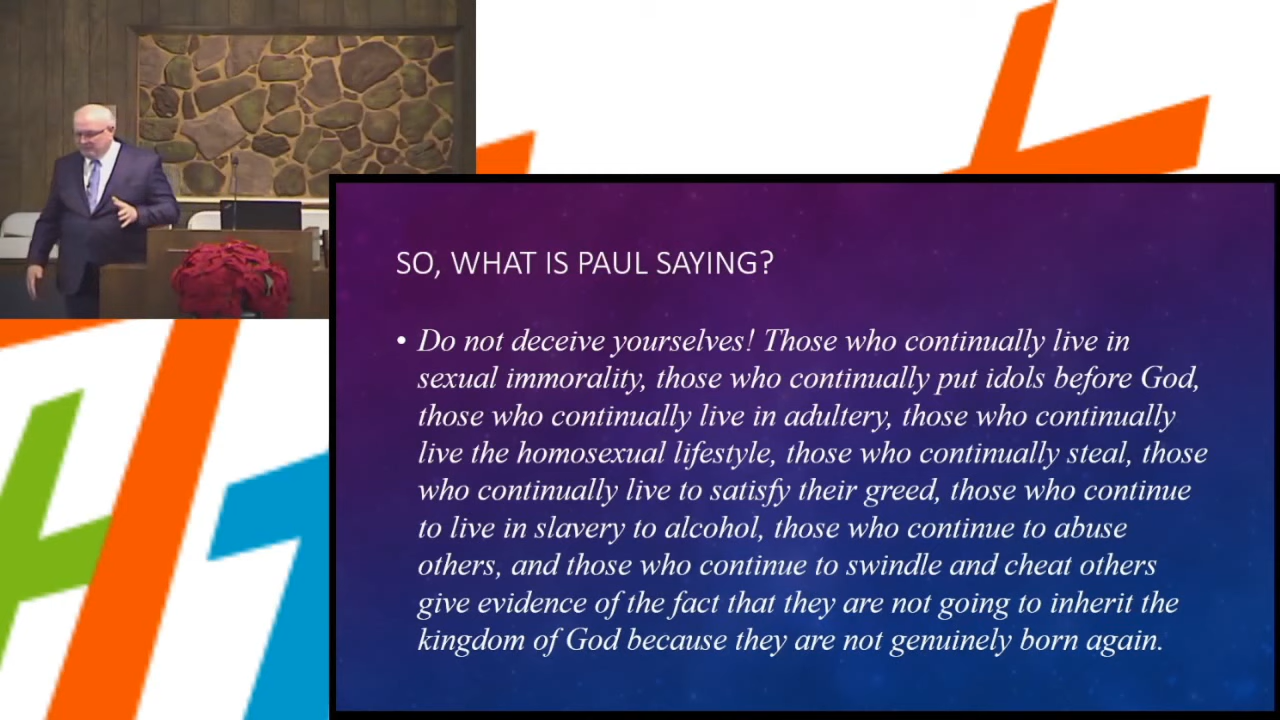 SO, WHAT IS PAUL SAYING?
• Do not deceive yourselves! Those who continually live in
sexual immorality, those who continually put idols before God,
those who continually live in adultery, those who continually
live the homosexual lifestyle, those who continually steal, those
who continually live to satisfy their greed, those who continue
to live in slavery to alcohol, those who continue to abuse
others, and those who continue to swindle and cheat others
give evidence of the fact that they are not going to inherit the
kingdom of God because they are not genuinely born again.